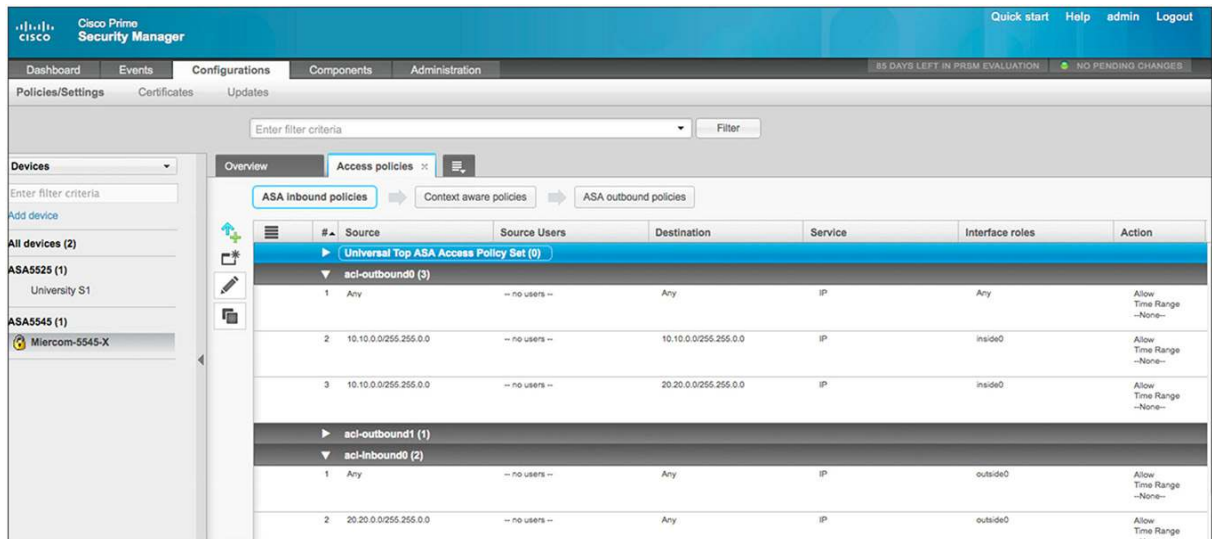 Quick start Help admin Logout
cisco
Cisco Prime
Security Manager
Dashboard Events Configurations Components Administration
85 DAYS LEFT IN PRSM EVALUATION NO PENDING CHANGES
Policies/Settings Certificates Updates
Enter filter criteria Filter
Devices
Enter filter criteria
Add device
All devices (2)
ASA5525 (1)
University S1
ASA5545 (1)
Miercom-5545-X
Overview Access policies
ASA inbound policies Context aware policies ASA outbound policies
# Source Source Users Destination Service Interface roles Action
Universal Top ASA Access Policy Set (0)
acl-outbound0 (3)
1 Any -- no users -- Any IP Any Allow
Time Range
--None--
2 10.10.0.0/255.255.0.0 -- no users -- 10.10.0.0/255.255.0.0 IP inside0 Allow
Time Range
--None--
3 10.10.0.0/255.255.0.0 -- no users -- 20.20.0.0/255.255.0.0 IP inside0 Allow
Time Range
--None--
acl-outbound1 (1)
acl-inbound0 (2)
1 Any -- no users -- Any IP outside0 Allow
Time Range
--None--
2 20.20.0.0/255.255.0.0 -- no users -- Any IP outside0 Allow
Time Range